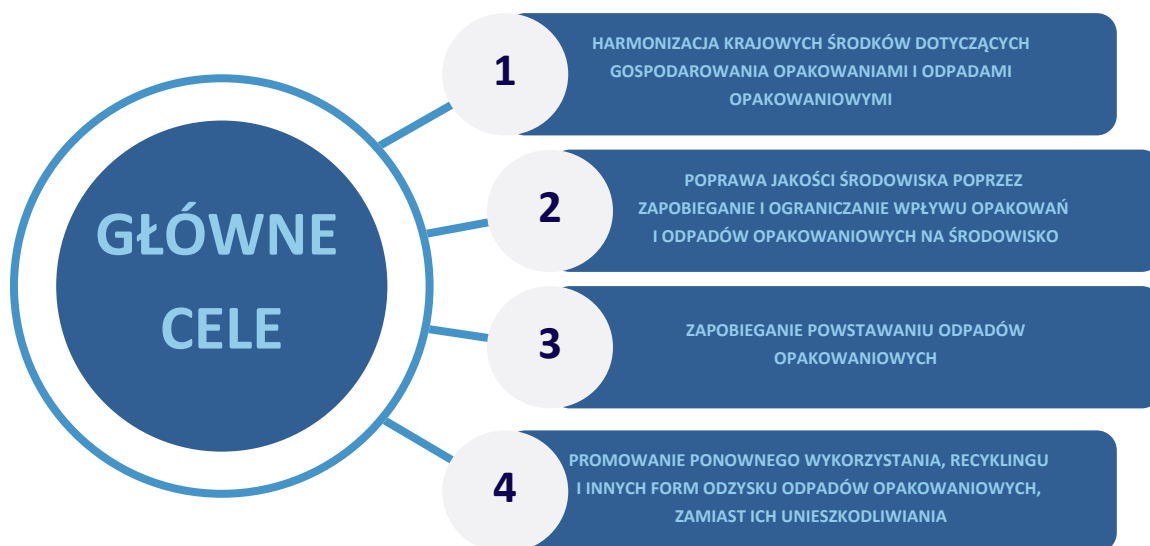 GŁÓWNE
CELE
1
HARMONIZACJA KRAJOWYCH ŚRODKÓW DOTYCZĄCYCH
GOSPODAROWANIA OPAKOWANIAMI I ODPADAMI
OPAKOWANIOWYMI
2
POPRAWA JAKOŚCI ŚRODOWISKA POPRZEZ
ZAPOBIEGANIE I OGRANICZANIE WPŁYWU OPAKOWAŃ
I ODPADÓW OPAKOWANIOWYCH NA ŚRODOWISKO
3
ZAPOBIEGANIE POWSTAWANIU ODPADÓW
OPAKOWANIOWYCH
4
PROMOWANIE PONOWNEGO WYKORZYSTANIA, RECYKLINGU
I INNYCH FORM ODZYSKU ODPADÓW OPAKOWANIOWYCH,
ZAMIAST ICH UNIESZKODLIWIANIA